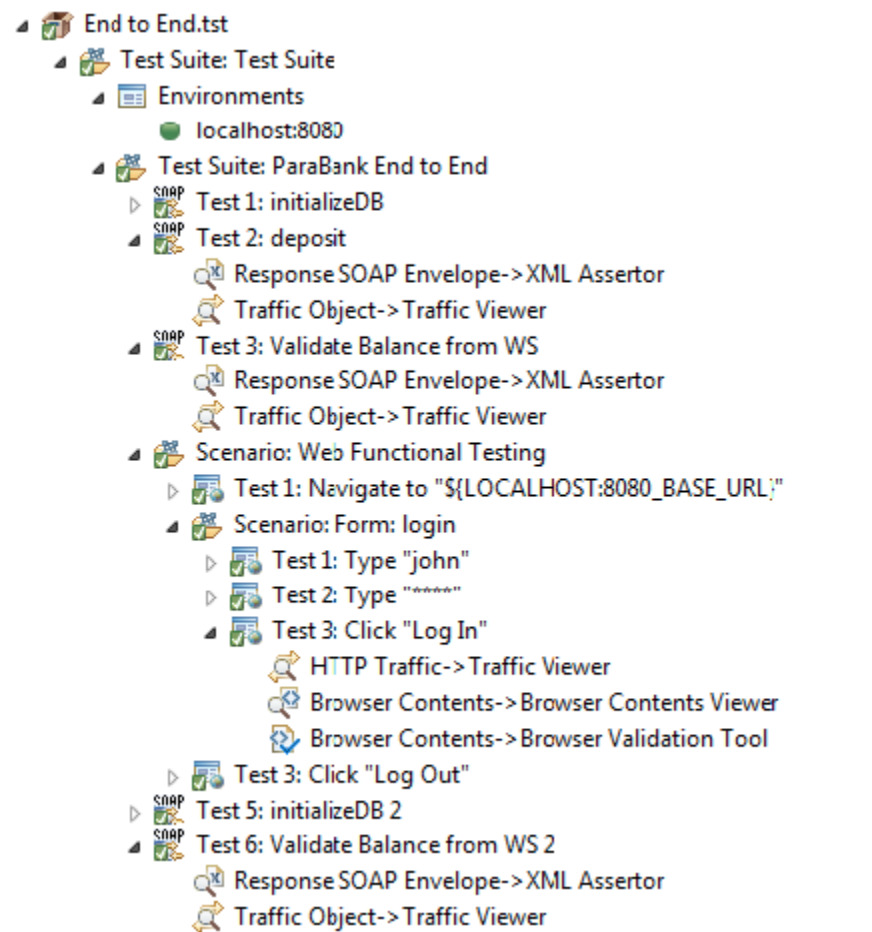 End to End.tst
Test Suite: Test Suite
Environments
localhost:8080
Test Suite: ParaBank End to End
SOAP Test 1: initializeDB
SOAP Test 2: deposit
Response SOAP Envelope->XML Assertor
Traffic Object->Traffic Viewer
SOAP Test 3: Validate Balance from WS
Response SOAP Envelope->XML Assertor
Traffic Object->Traffic Viewer
Scenario: Web Functional Testing
Test 1: Navigate to "${LOCALHOST:8080_BASE_URL}"
Scenario: Form: login
Test 1: Type "john"
Test 2: Type "****"
Test 3: Click "Log In"
HTTP Traffic->Traffic Viewer
Browser Contents->Browser Contents Viewer
Browser Contents->Browser Validation Tool
Test 3: Click "Log Out"
SOAP Test 5: initializeDB 2
SOAP Test 6: Validate Balance from WS 2
Response SOAP Envelope->XML Assertor
Traffic Object->Traffic Viewer